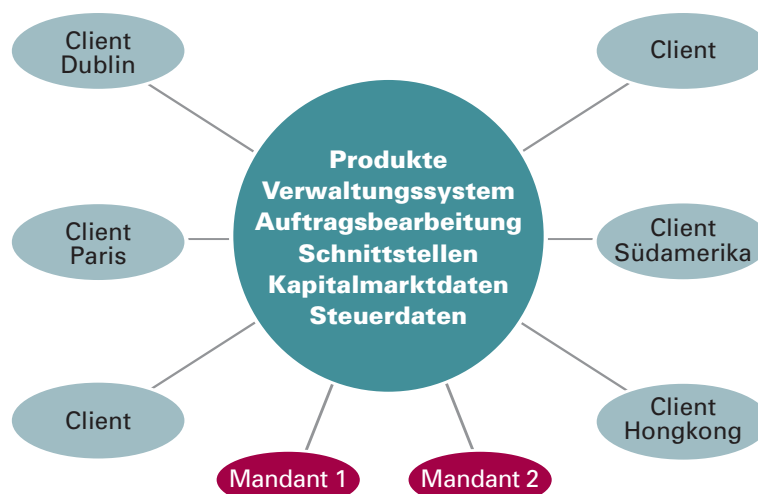 Client
Dublin
Client
Produkte
Verwaltungssystem
Auftragsbearbeitung
Schnittstellen
Kapitalmarktdaten
Steuerdaten
Client
Paris
Client
Südamerika
Client
Client
Hongkong
Mandant 1
Mandant 2